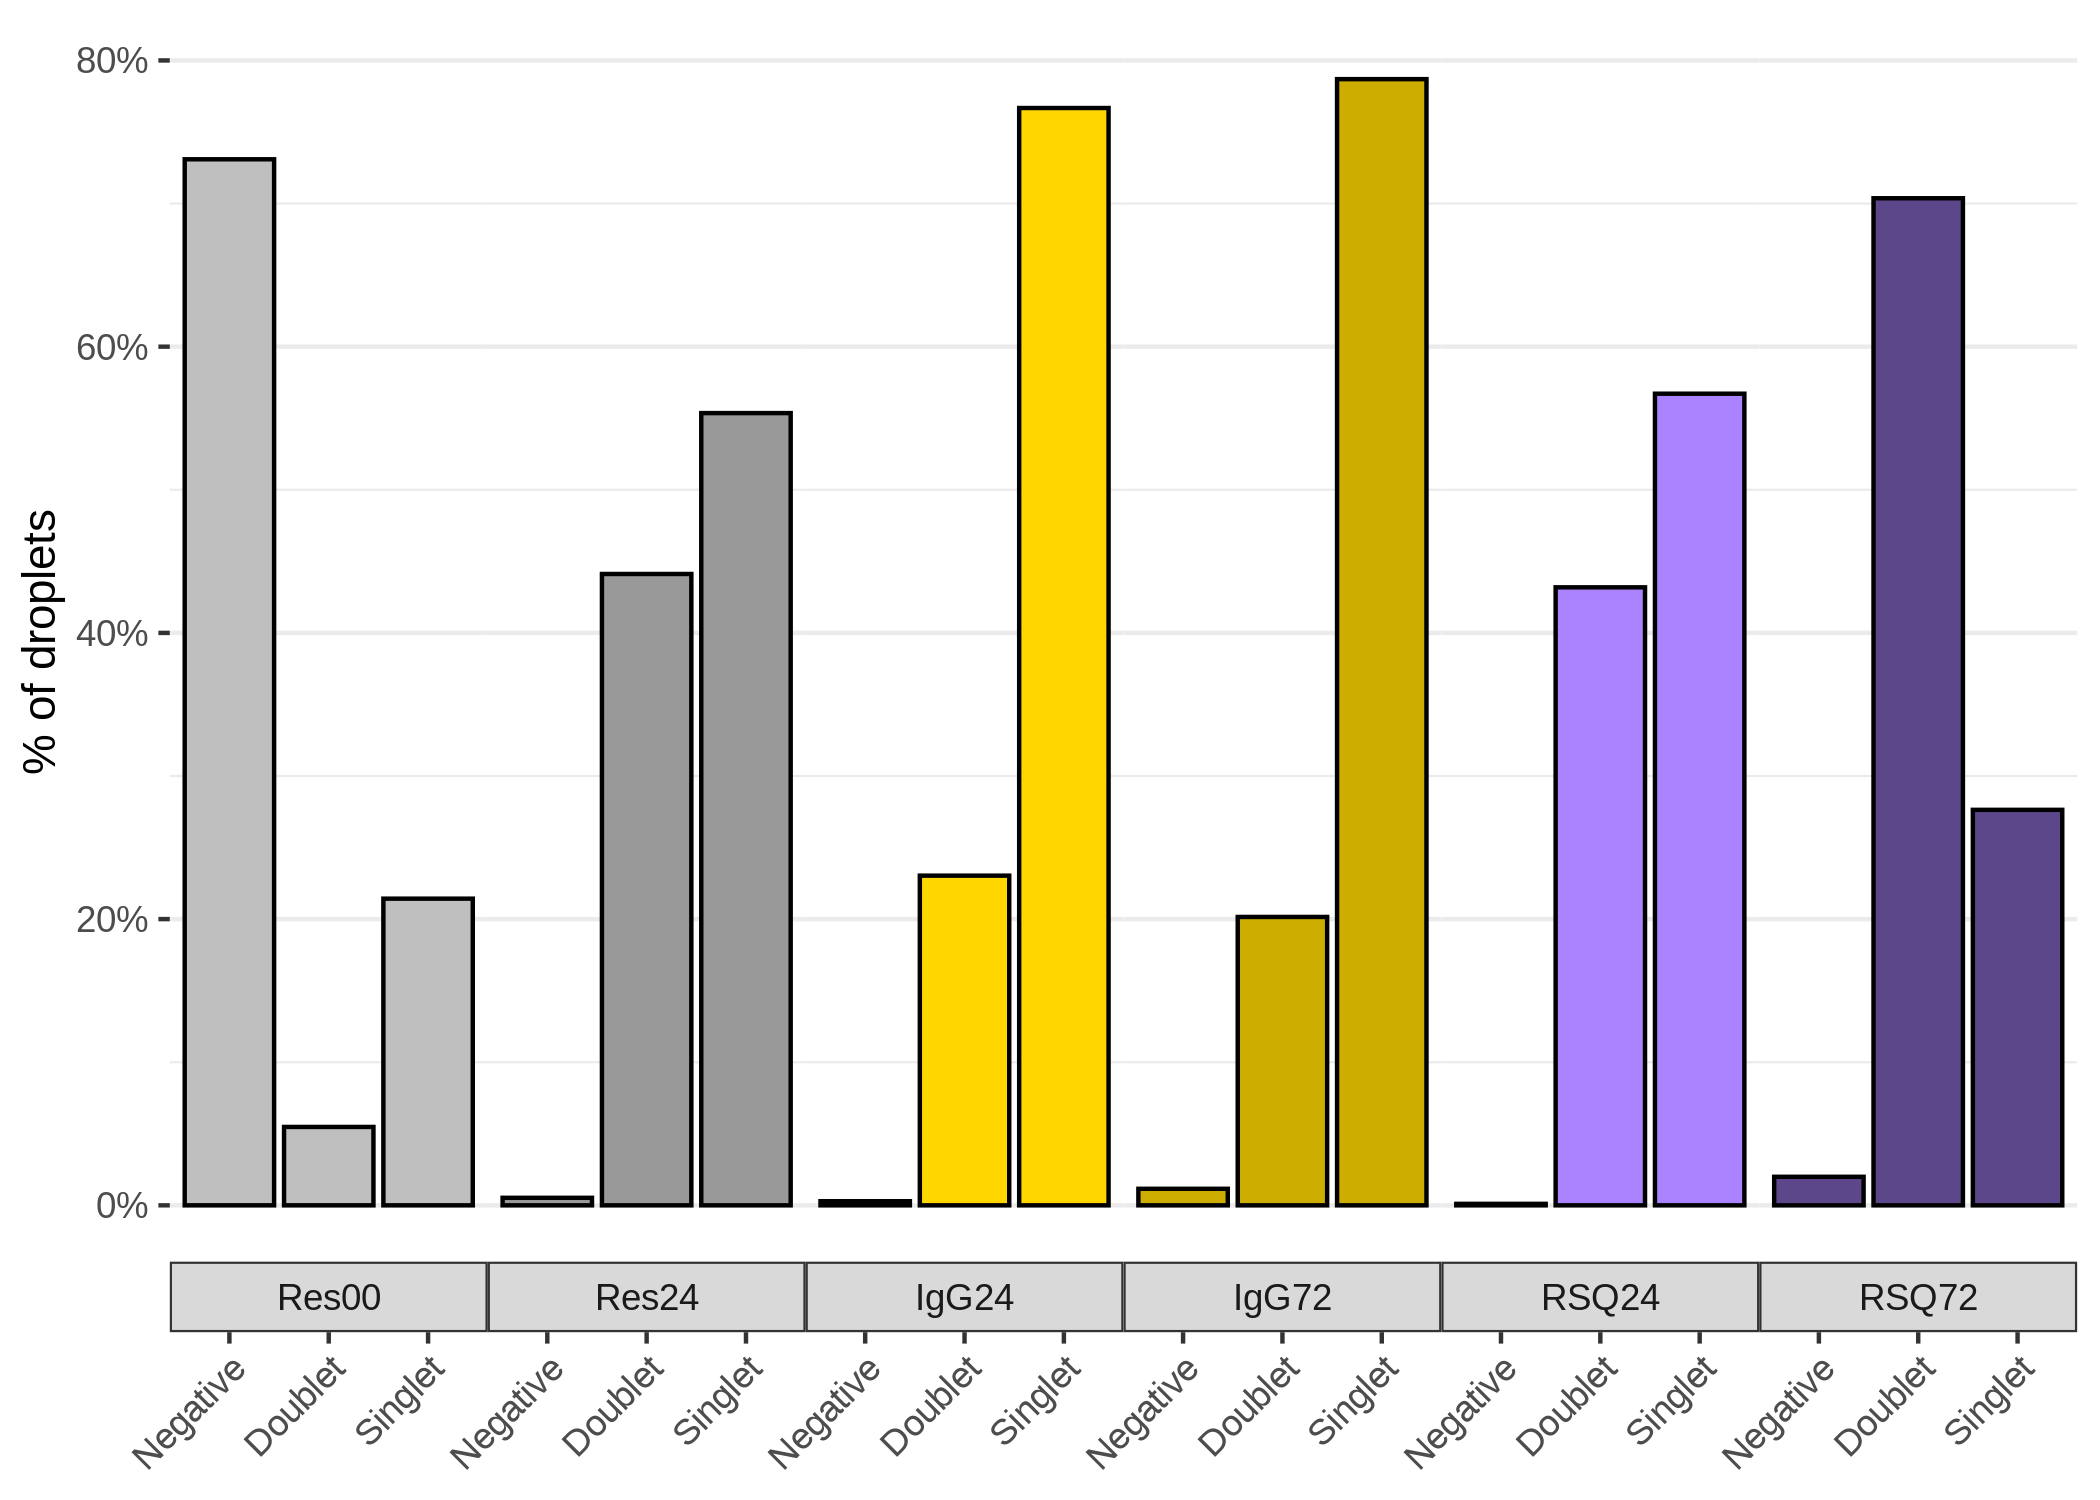 80%
60%
40%
20%
0%
% of droplets
Res00 Res24 IgG24 IgG72 RSQ24 RSQ72
Negative Doublet Singlet Negative Doublet Singlet Negative Doublet Singlet Negative Doublet Singlet Negative Doublet Singlet Negative Doublet Singlet